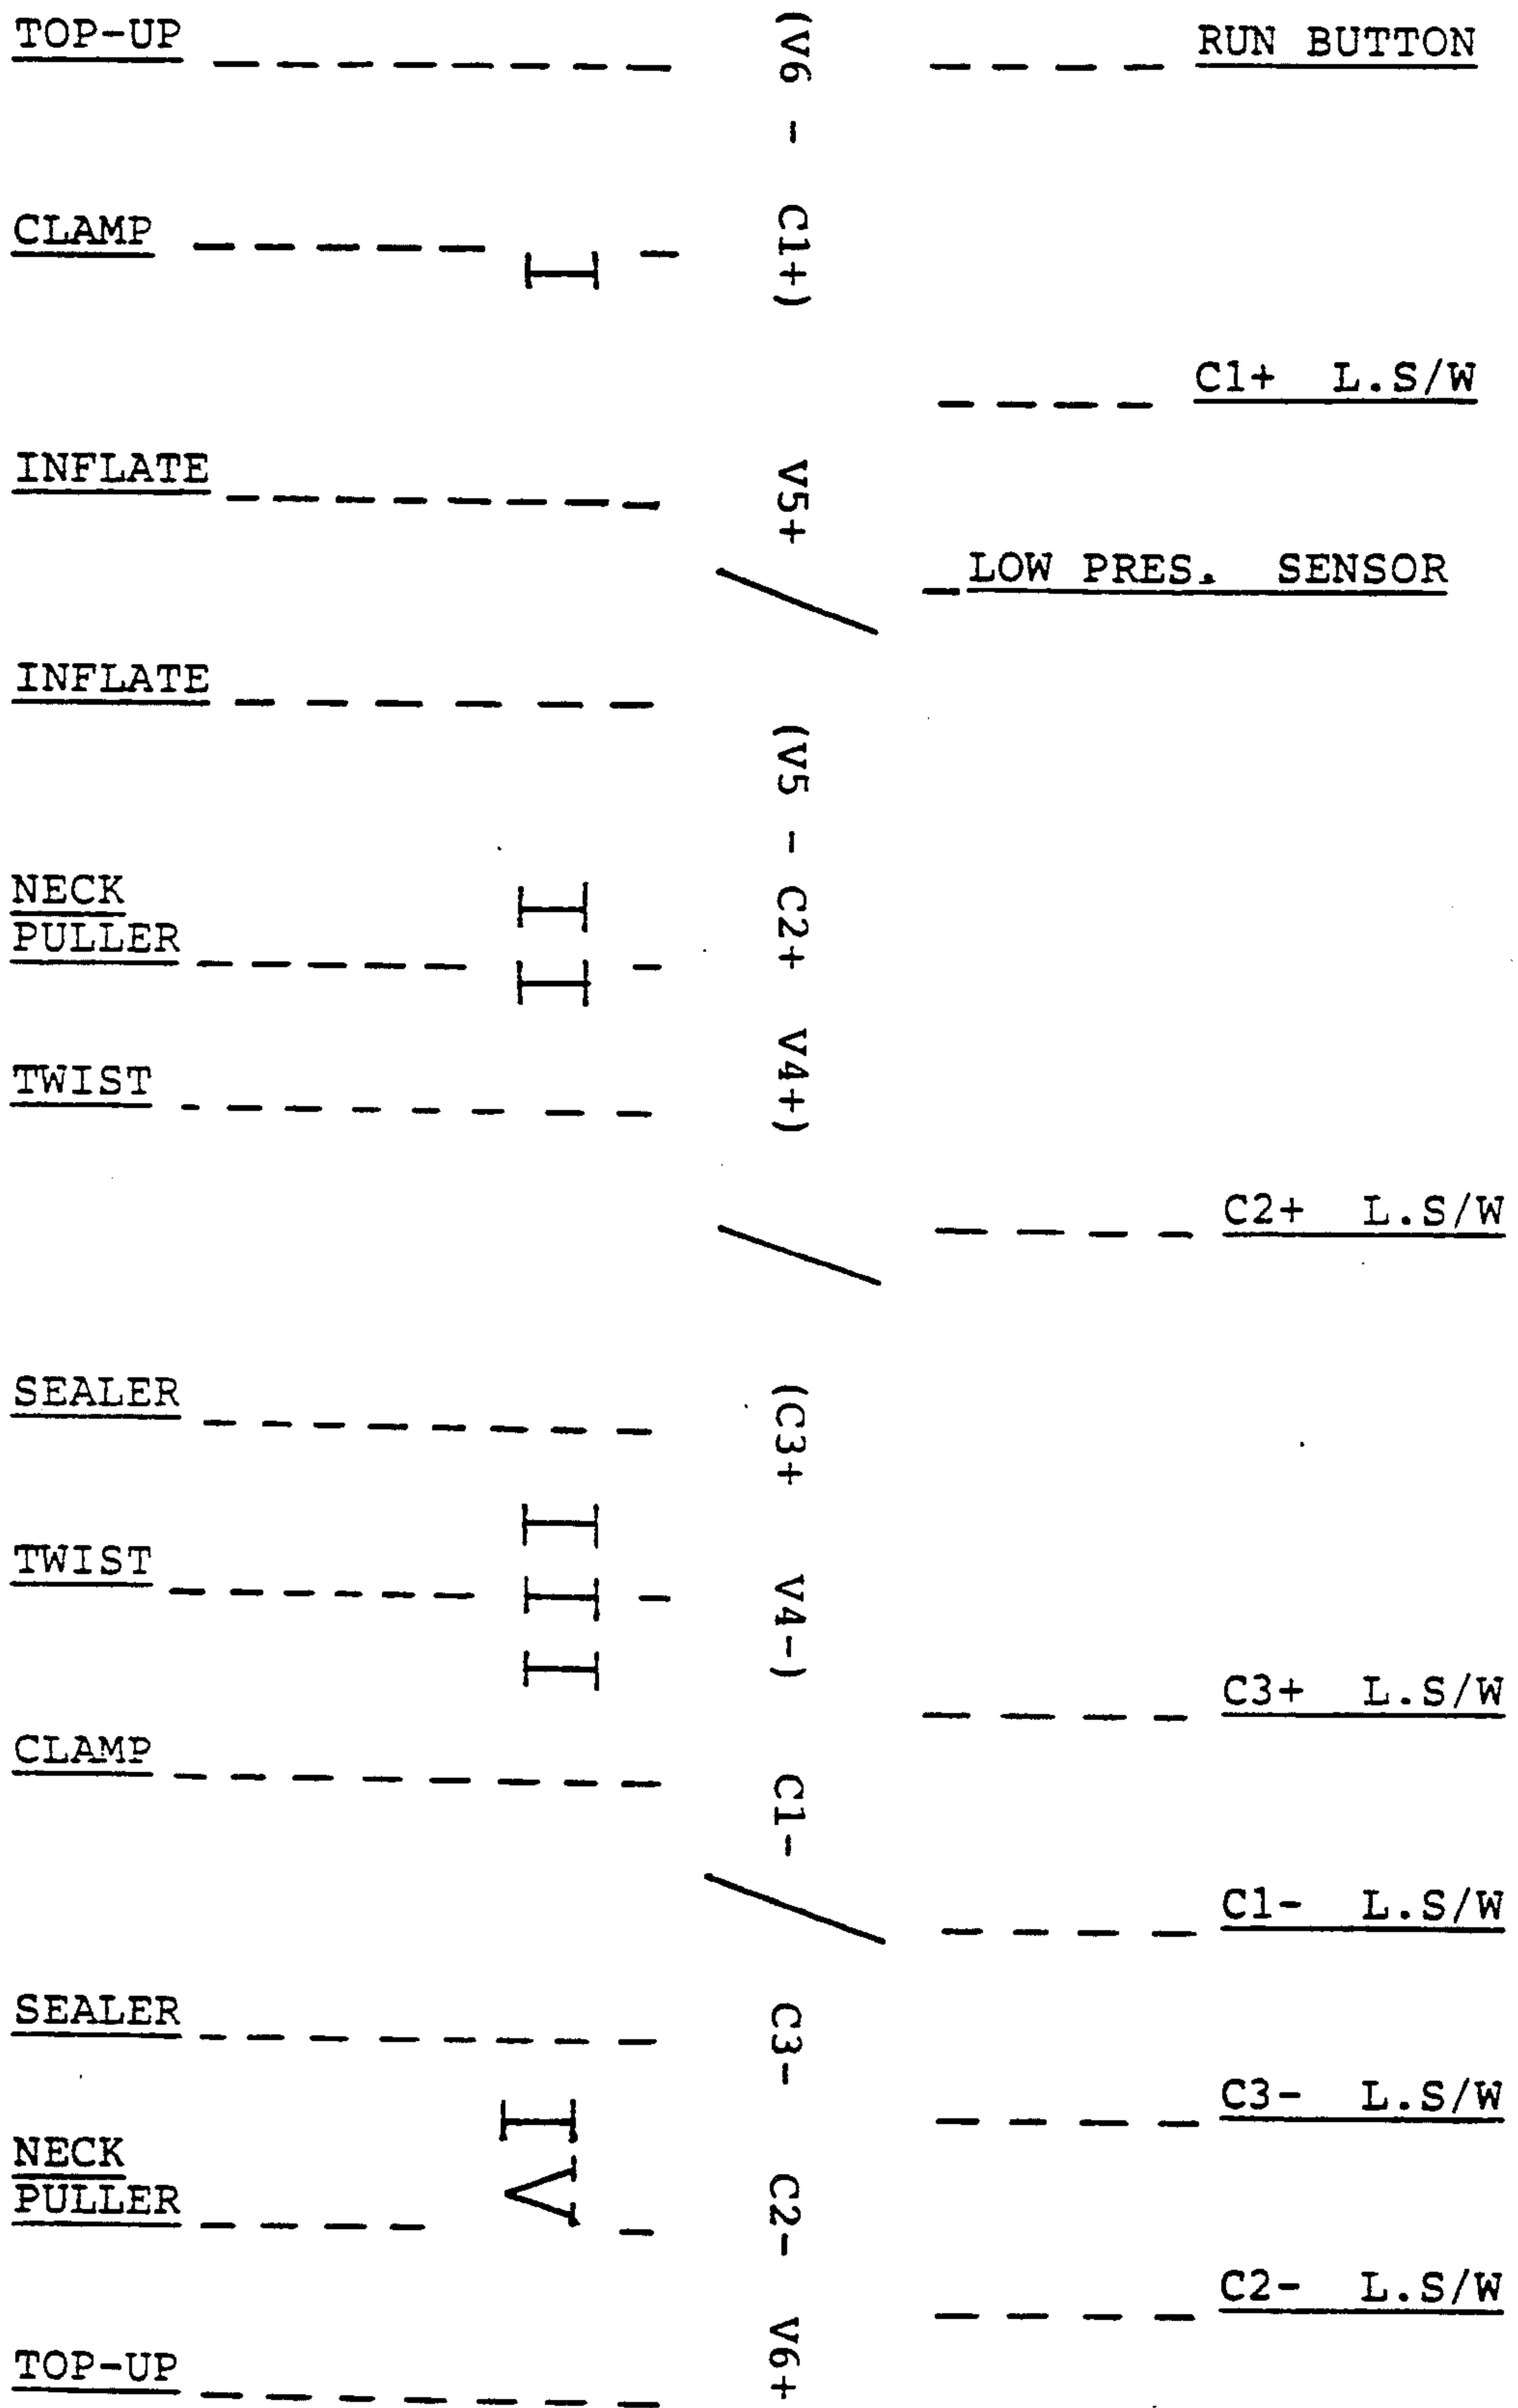 TOP-UP
RUN BUTTON
(V6 - C1+)
CLAMP
I
C1+ L.S/W
INFLATE
V5+
/
LOW PRES. SENSOR
INFLATE
(V5 - C2+ V4+)
NECK
PULLER
II
TWIST
C2+ L.S/W
/
SEALER
(C3+ V4-)
TWIST
III
C3+ L.S/W
CLAMP
C1-
/
C1- L.S/W
SEALER
C3-
C3- L.S/W
NECK
PULLER
IV
C2-
C2- L.S/W
TOP-UP
V6+